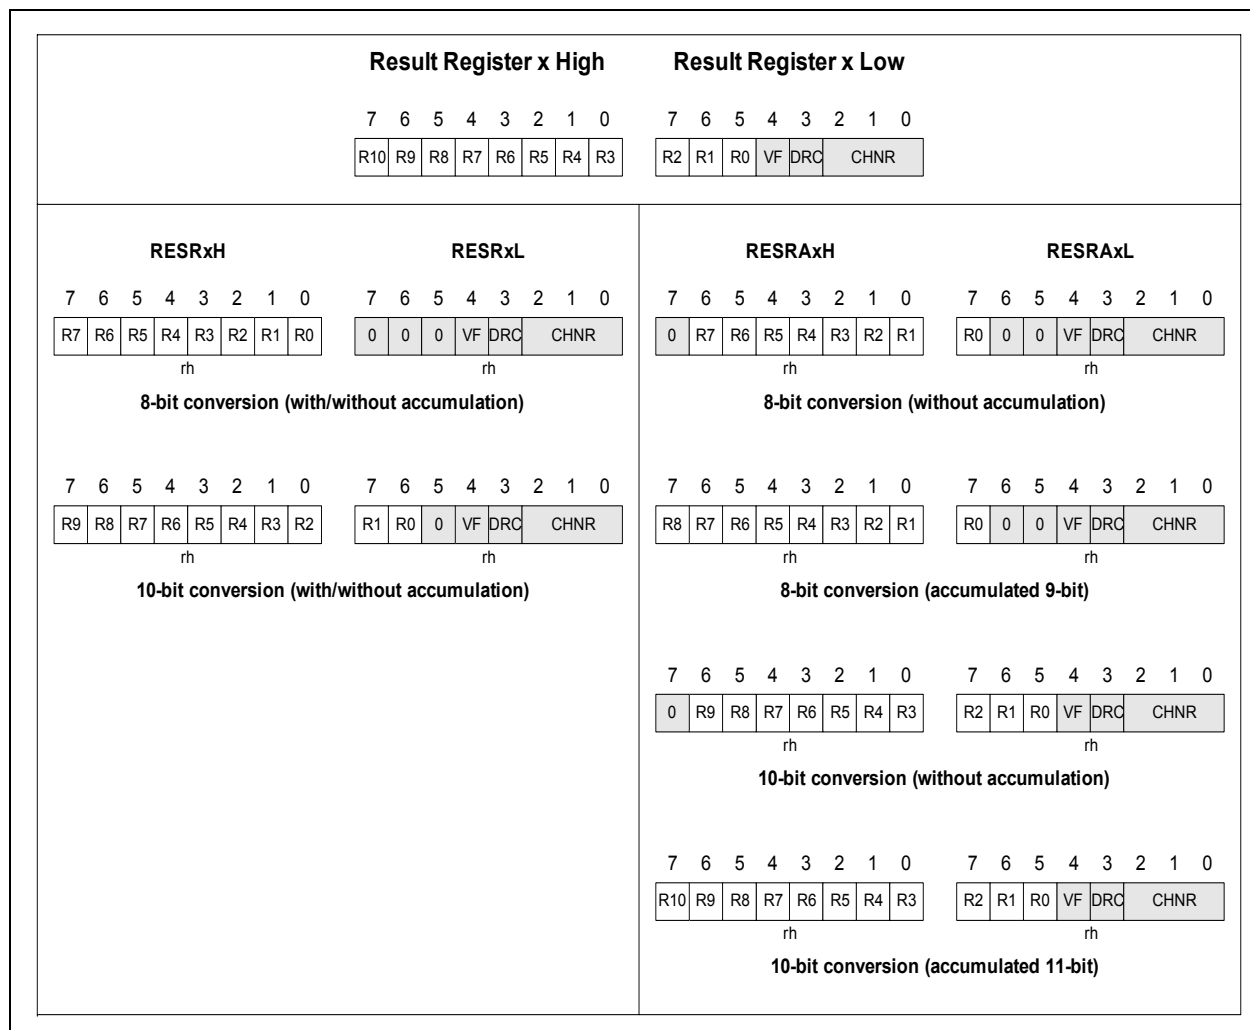 Result Register x High Result Register x Low
7 6 5 4 3 2 1 0 7 6 5 4 3 2 1 0
R10 R9 R8 R7 R6 R5 R4 R3 R2 R1 R0 VF DRC CHNR
RESRxH RESRxL
7 6 5 4 3 2 1 0 7 6 5 4 3 2 1 0
R7 R6 R5 R4 R3 R2 R1 R0 0 0 0 VF DRC CHNR
rh rh
8-bit conversion (with/without accumulation)
7 6 5 4 3 2 1 0 7 6 5 4 3 2 1 0
R9 R8 R7 R6 R5 R4 R3 R2 R1 R0 0 VF DRC CHNR
rh rh
10-bit conversion (with/without accumulation)
RESRAxH RESRAxL
7 6 5 4 3 2 1 0 7 6 5 4 3 2 1 0
0 R7 R6 R5 R4 R3 R2 R1 R0 0 0 VF DRC CHNR
rh rh
8-bit conversion (without accumulation)
7 6 5 4 3 2 1 0 7 6 5 4 3 2 1 0
R8 R7 R6 R5 R4 R3 R2 R1 R0 0 0 VF DRC CHNR
rh rh
8-bit conversion (accumulated 9-bit)
7 6 5 4 3 2 1 0 7 6 5 4 3 2 1 0
0 R9 R8 R7 R6 R5 R4 R3 R2 R1 R0 VF DRC CHNR
rh rh
10-bit conversion (without accumulation)
7 6 5 4 3 2 1 0 7 6 5 4 3 2 1 0
R10 R9 R8 R7 R6 R5 R4 R3 R2 R1 R0 VF DRC CHNR
rh rh
10-bit conversion (accumulated 11-bit)